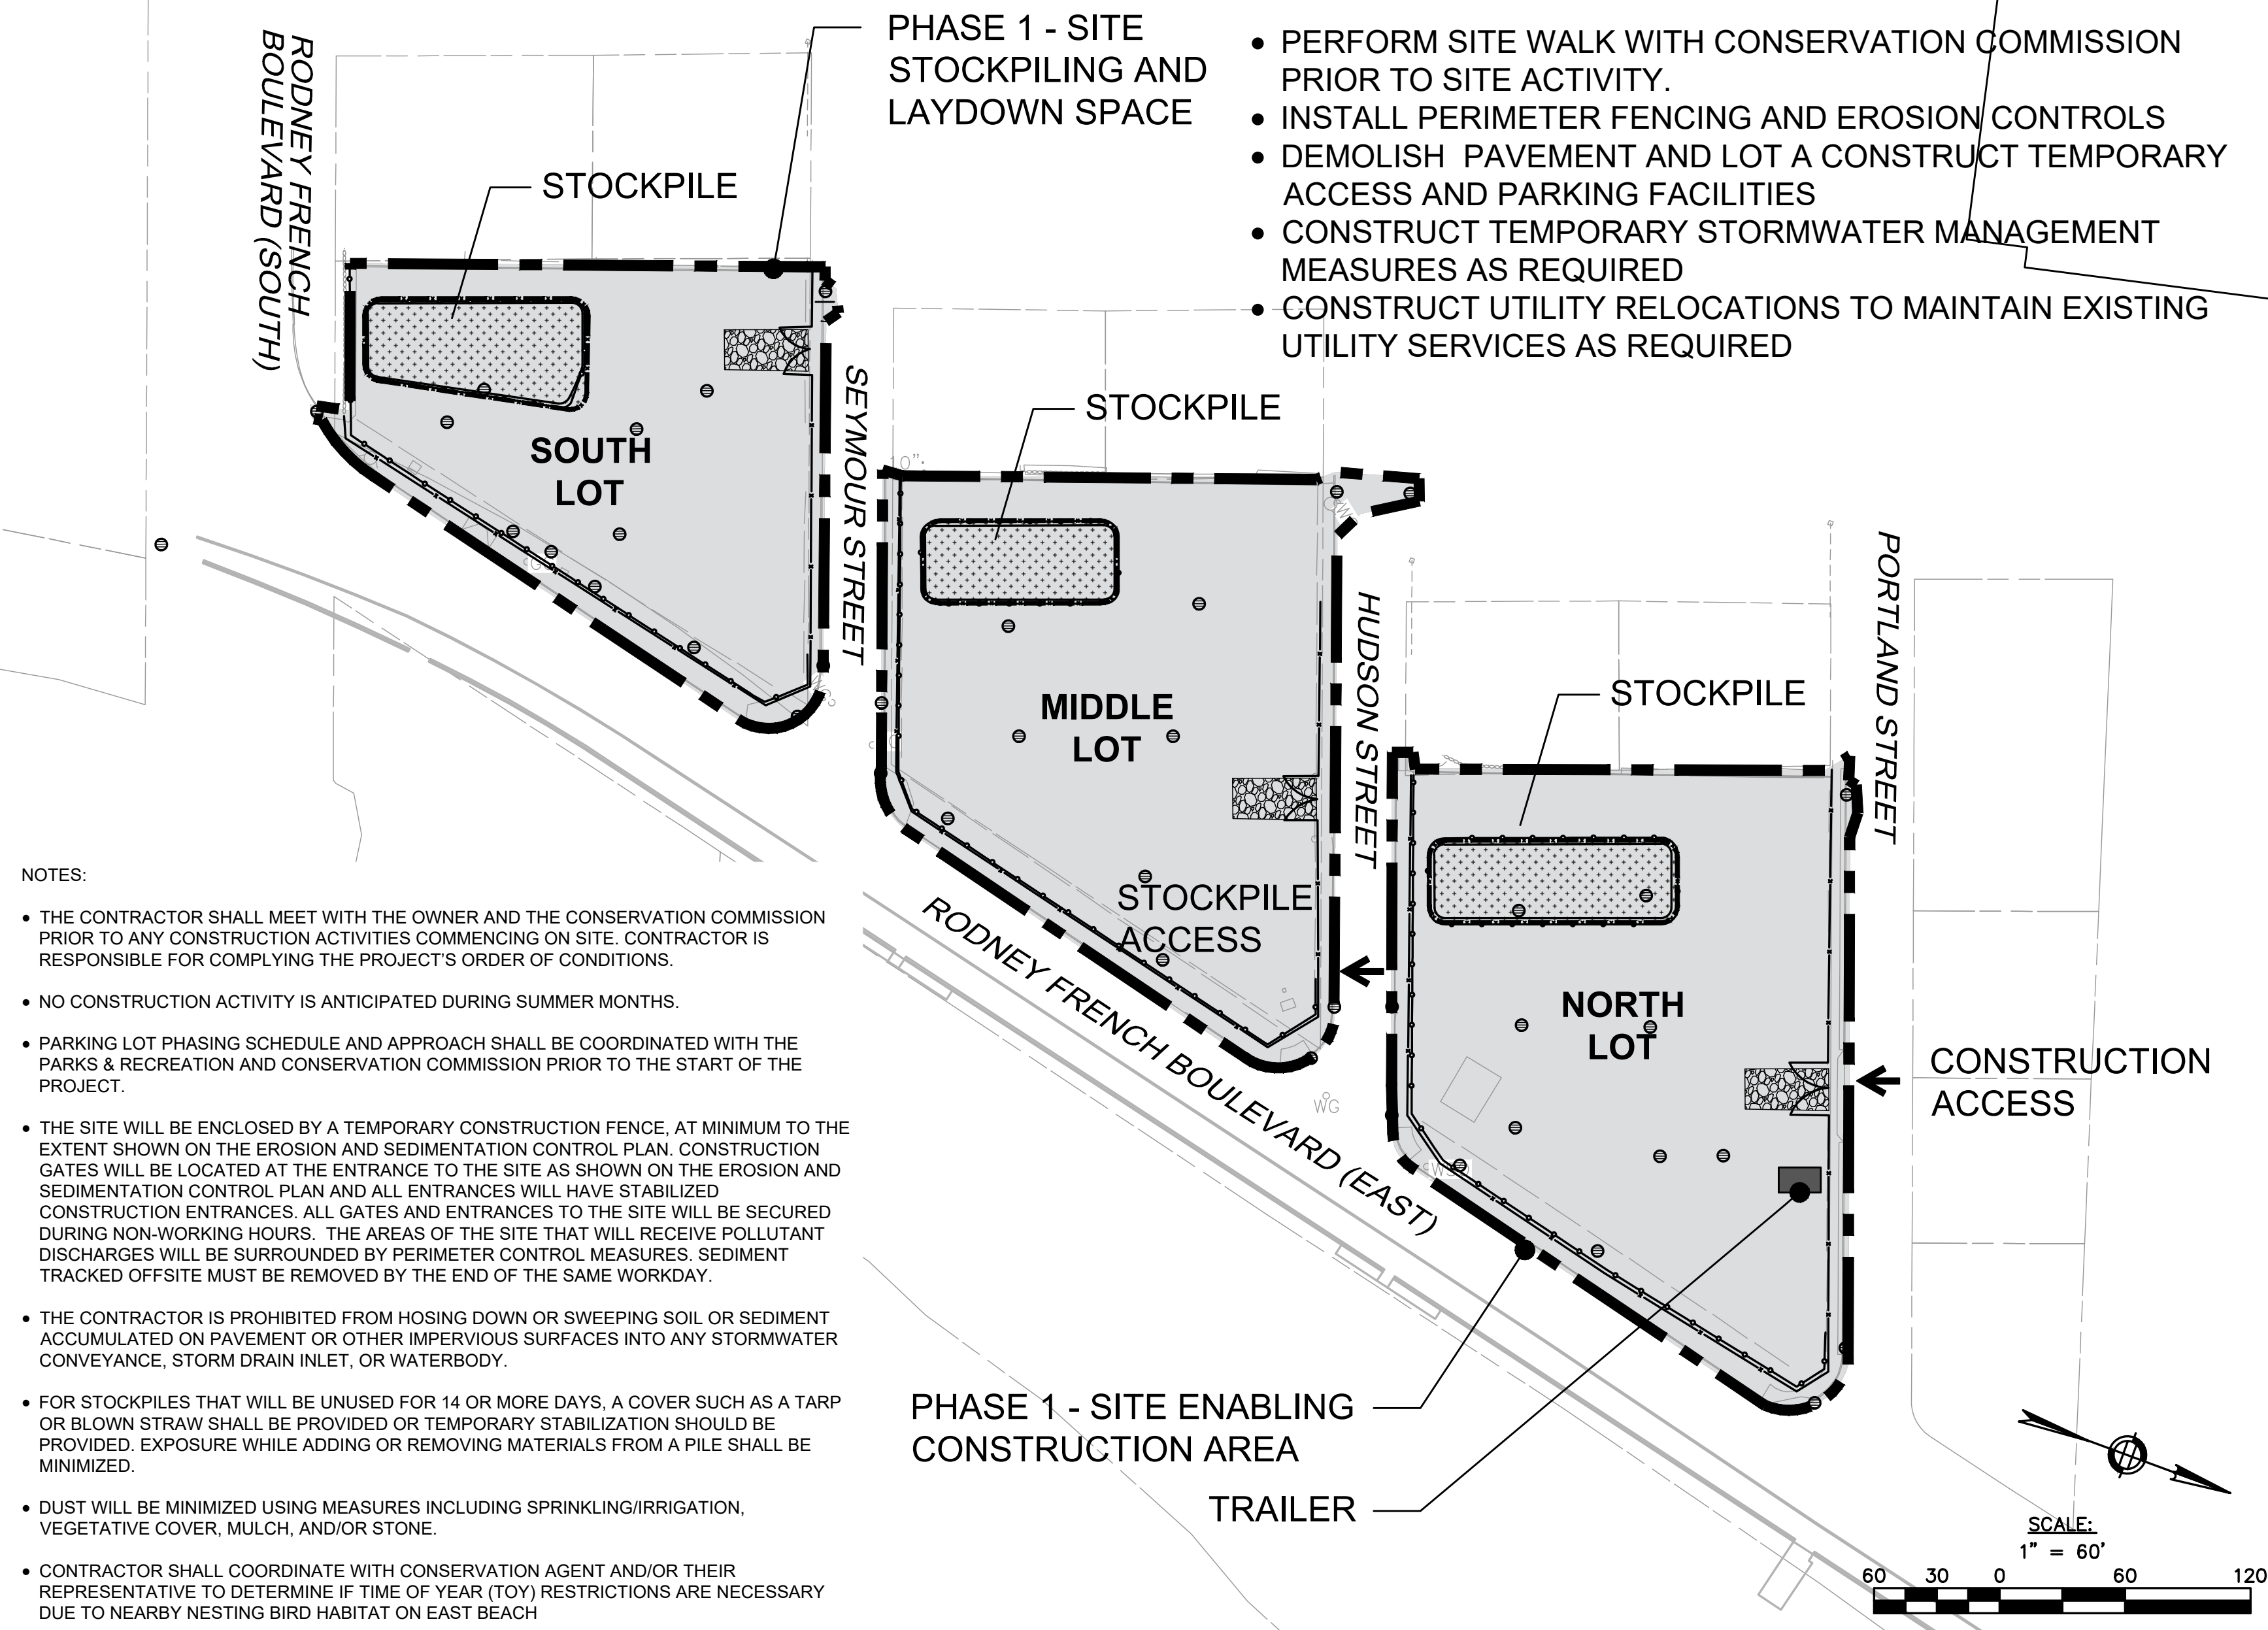 RODNEY FRENCH
BOULEVARD (SOUTH)
PHASE 1 - SITE
STOCKPILING AND
LAYDOWN SPACE
• PERFORM SITE WALK WITH CONSERVATION COMMISSION
PRIOR TO SITE ACTIVITY.
• INSTALL PERIMETER FENCING AND EROSION CONTROLS
• DEMOLISH PAVEMENT AND LOT A CONSTRUCT TEMPORARY
ACCESS AND PARKING FACILITIES
• CONSTRUCT TEMPORARY STORMWATER MANAGEMENT
MEASURES AS REQUIRED
• CONSTRUCT UTILITY RELOCATIONS TO MAINTAIN EXISTING
UTILITY SERVICES AS REQUIRED
STOCKPILE
SOUTH
LOT
SEYMOUR STREET
STOCKPILE
10"
MIDDLE
LOT
HUDSON STREET
STOCKPILE
ACCESS
RODNEY FRENCH BOULEVARD (EAST)
WG
STOCKPILE
PORTLAND STREET
NORTH
LOT
CONSTRUCTION
ACCESS
PHASE 1 - SITE ENABLING
CONSTRUCTION AREA
TRAILER
NOTES:
• THE CONTRACTOR SHALL MEET WITH THE OWNER AND THE CONSERVATION COMMISSION
PRIOR TO ANY CONSTRUCTION ACTIVITIES COMMENCING ON SITE. CONTRACTOR IS
RESPONSIBLE FOR COMPLYING THE PROJECT'S ORDER OF CONDITIONS.
• NO CONSTRUCTION ACTIVITY IS ANTICIPATED DURING SUMMER MONTHS.
• PARKING LOT PHASING SCHEDULE AND APPROACH SHALL BE COORDINATED WITH THE
PARKS & RECREATION AND CONSERVATION COMMISSION PRIOR TO THE START OF THE
PROJECT.
• THE SITE WILL BE ENCLOSED BY A TEMPORARY CONSTRUCTION FENCE, AT MINIMUM TO THE
EXTENT SHOWN ON THE EROSION AND SEDIMENTATION CONTROL PLAN. CONSTRUCTION
GATES WILL BE LOCATED AT THE ENTRANCE TO THE SITE AS SHOWN ON THE EROSION AND
SEDIMENTATION CONTROL PLAN AND ALL ENTRANCES WILL HAVE STABILIZED
CONSTRUCTION ENTRANCES. ALL GATES AND ENTRANCES TO THE SITE WILL BE SECURED
DURING NON-WORKING HOURS. THE AREAS OF THE SITE THAT WILL RECEIVE POLLUTANT
DISCHARGES WILL BE SURROUNDED BY PERIMETER CONTROL MEASURES. SEDIMENT
TRACKED OFFSITE MUST BE REMOVED BY THE END OF THE SAME WORKDAY.
• THE CONTRACTOR IS PROHIBITED FROM HOSING DOWN OR SWEEPING SOIL OR SEDIMENT
ACCUMULATED ON PAVEMENT OR OTHER IMPERVIOUS SURFACES INTO ANY STORMWATER
CONVEYANCE, STORM DRAIN INLET, OR WATERBODY.
• FOR STOCKPILES THAT WILL BE UNUSED FOR 14 OR MORE DAYS, A COVER SUCH AS A TARP
OR BLOWN STRAW SHALL BE PROVIDED OR TEMPORARY STABILIZATION SHOULD BE
PROVIDED. EXPOSURE WHILE ADDING OR REMOVING MATERIALS FROM A PILE SHALL BE
MINIMIZED.
• DUST WILL BE MINIMIZED USING MEASURES INCLUDING SPRINKLING/IRRIGATION,
VEGETATIVE COVER, MULCH, AND/OR STONE.
• CONTRACTOR SHALL COORDINATE WITH CONSERVATION AGENT AND/OR THEIR
REPRESENTATIVE TO DETERMINE IF TIME OF YEAR (TOY) RESTRICTIONS ARE NECESSARY
DUE TO NEARBY NESTING BIRD HABITAT ON EAST BEACH
SCALE:
1" = 60'
60 30 0 60 120